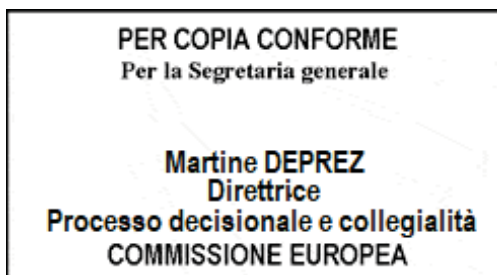 PER COPIA CONFORME
Per la Segretaria generale
Martine DEPREZ
Direttrice
Processo decisionale e collegialità
COMMISSIONE EUROPEA